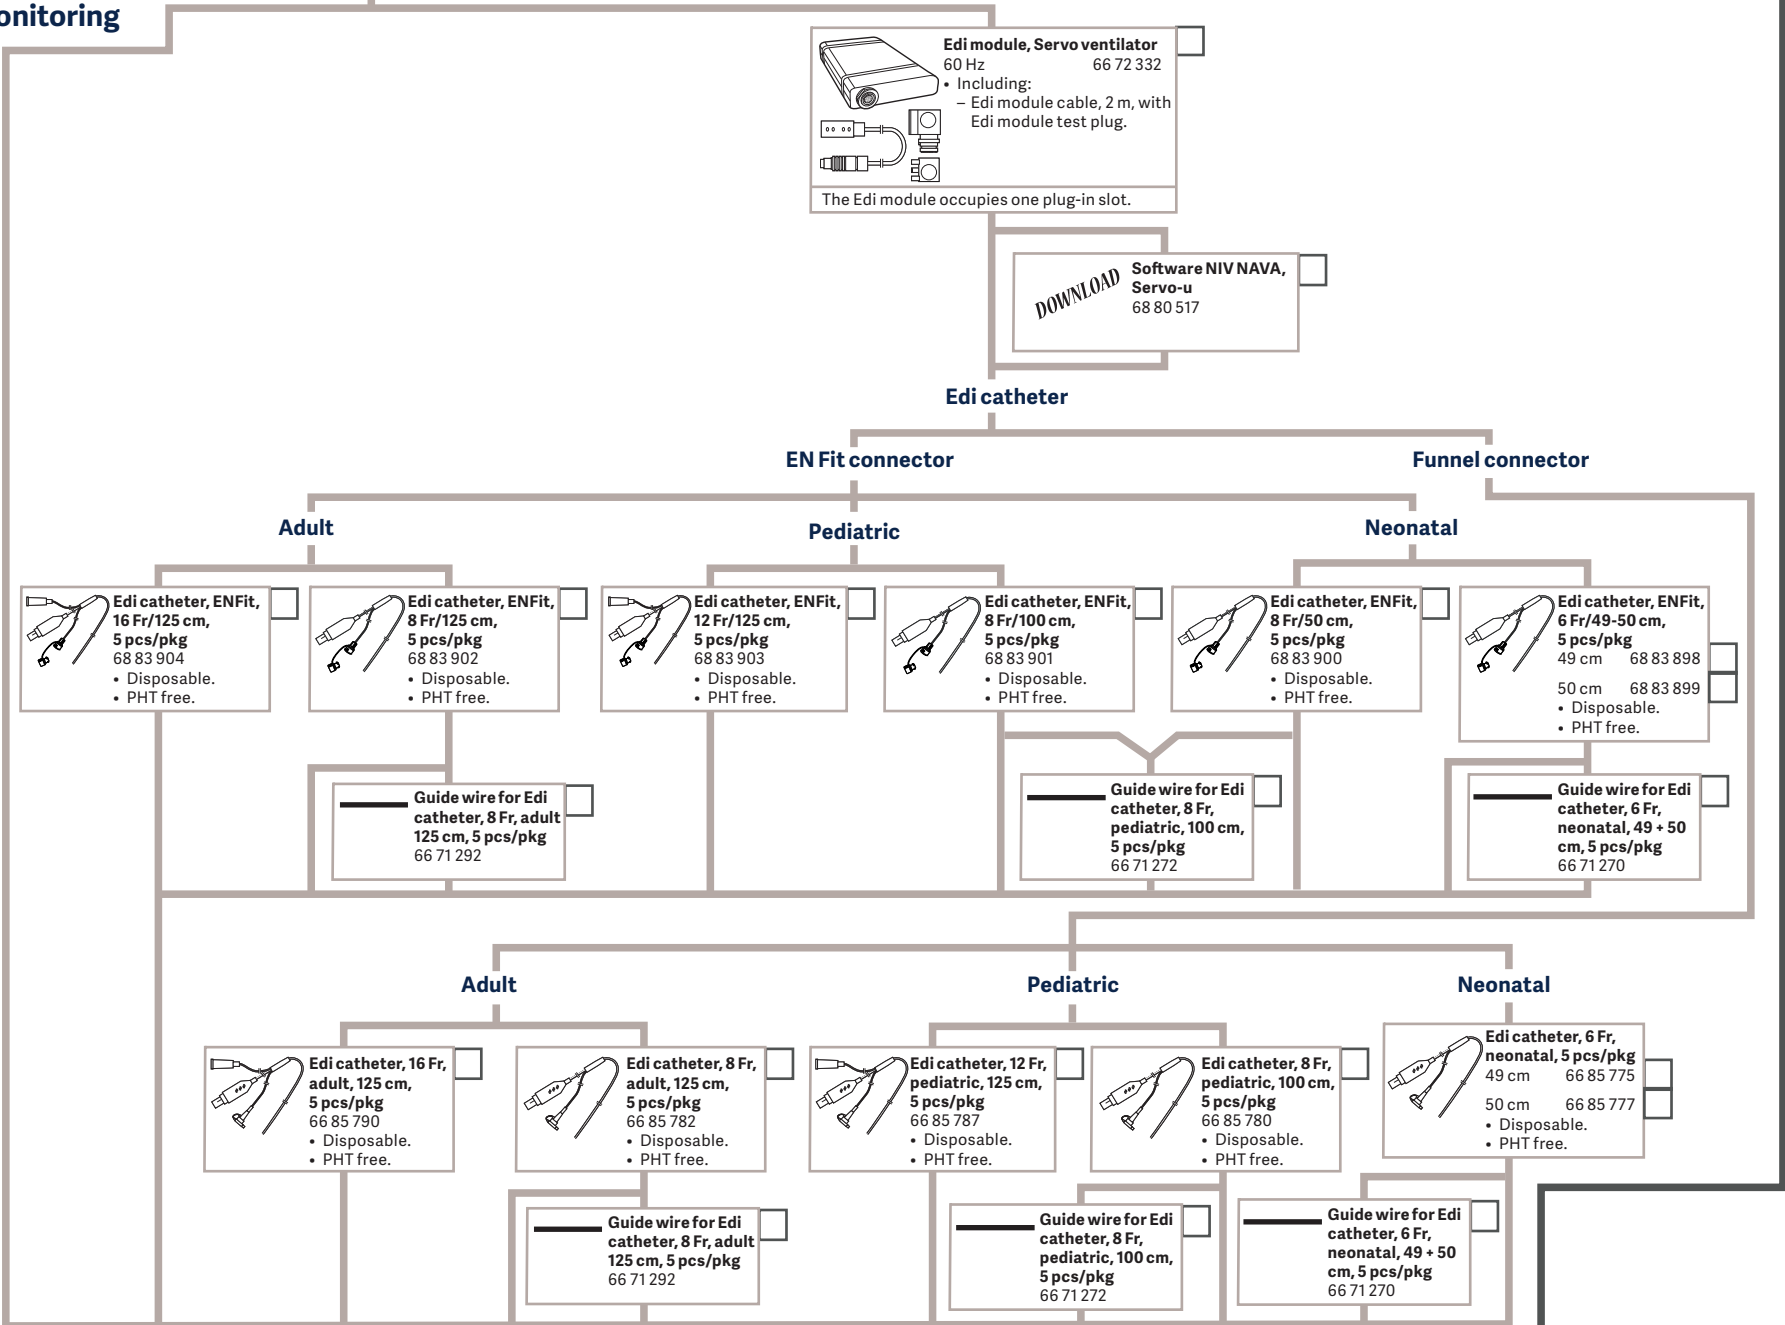 onitoring
Edi module, Servo ventilator
60 Hz 66 72 332
• Including:
– Edi module cable, 2 m, with
Edi module test plug.
The Edi module occupies one plug-in slot.
DOWNLOAD
Software NIV NAVA,
Servo-u
68 80 517
Edi catheter
EN Fit connector
Funnel connector
Adult
Pediatric
Neonatal
Edi catheter, ENFit,
16 Fr/125 cm,
5 pcs/pkg
68 83 904
• Disposable.
• PHT free.
Edi catheter, ENFit,
8 Fr/125 cm,
5 pcs/pkg
68 83 902
• Disposable.
• PHT free.
Edi catheter, ENFit,
12 Fr/125 cm,
5 pcs/pkg
68 83 903
• Disposable.
• PHT free.
Edi catheter, ENFit,
8 Fr/100 cm,
5 pcs/pkg
68 83 901
• Disposable.
• PHT free.
Edi catheter, ENFit,
8 Fr/50 cm,
5 pcs/pkg
68 83 900
• Disposable.
• PHT free.
Edi catheter, ENFit,
6 Fr/49-50 cm,
5 pcs/pkg
49 cm 68 83 898
50 cm 68 83 899
• Disposable.
• PHT free.
Guide wire for Edi
catheter, 8 Fr, adult
125 cm, 5 pcs/pkg
66 71 292
Guide wire for Edi
catheter, 8 Fr,
pediatric, 100 cm,
5 pcs/pkg
66 71 272
Guide wire for Edi
catheter, 6 Fr,
neonatal, 49 + 50
cm, 5 pcs/pkg
66 71 270
Adult
Pediatric
Neonatal
Edi catheter, 16 Fr,
adult, 125 cm,
5 pcs/pkg
66 85 790
• Disposable.
• PHT free.
Edi catheter, 8 Fr,
adult, 125 cm,
5 pcs/pkg
66 85 782
• Disposable.
• PHT free.
Edi catheter, 12 Fr,
pediatric, 125 cm,
5 pcs/pkg
66 85 787
• Disposable.
• PHT free.
Edi catheter, 8 Fr,
pediatric, 100 cm,
5 pcs/pkg
66 85 780
• Disposable.
• PHT free.
Edi catheter, 6 Fr,
neonatal, 5 pcs/pkg
49 cm 66 85 775
50 cm 66 85 777
• Disposable.
• PHT free.
Guide wire for Edi
catheter, 8 Fr, adult
125 cm, 5 pcs/pkg
66 71 292
Guide wire for Edi
catheter, 8 Fr,
pediatric, 100 cm,
5 pcs/pkg
66 71 272
Guide wire for Edi
catheter, 6 Fr,
neonatal, 49 + 50
cm, 5 pcs/pkg
66 71 270